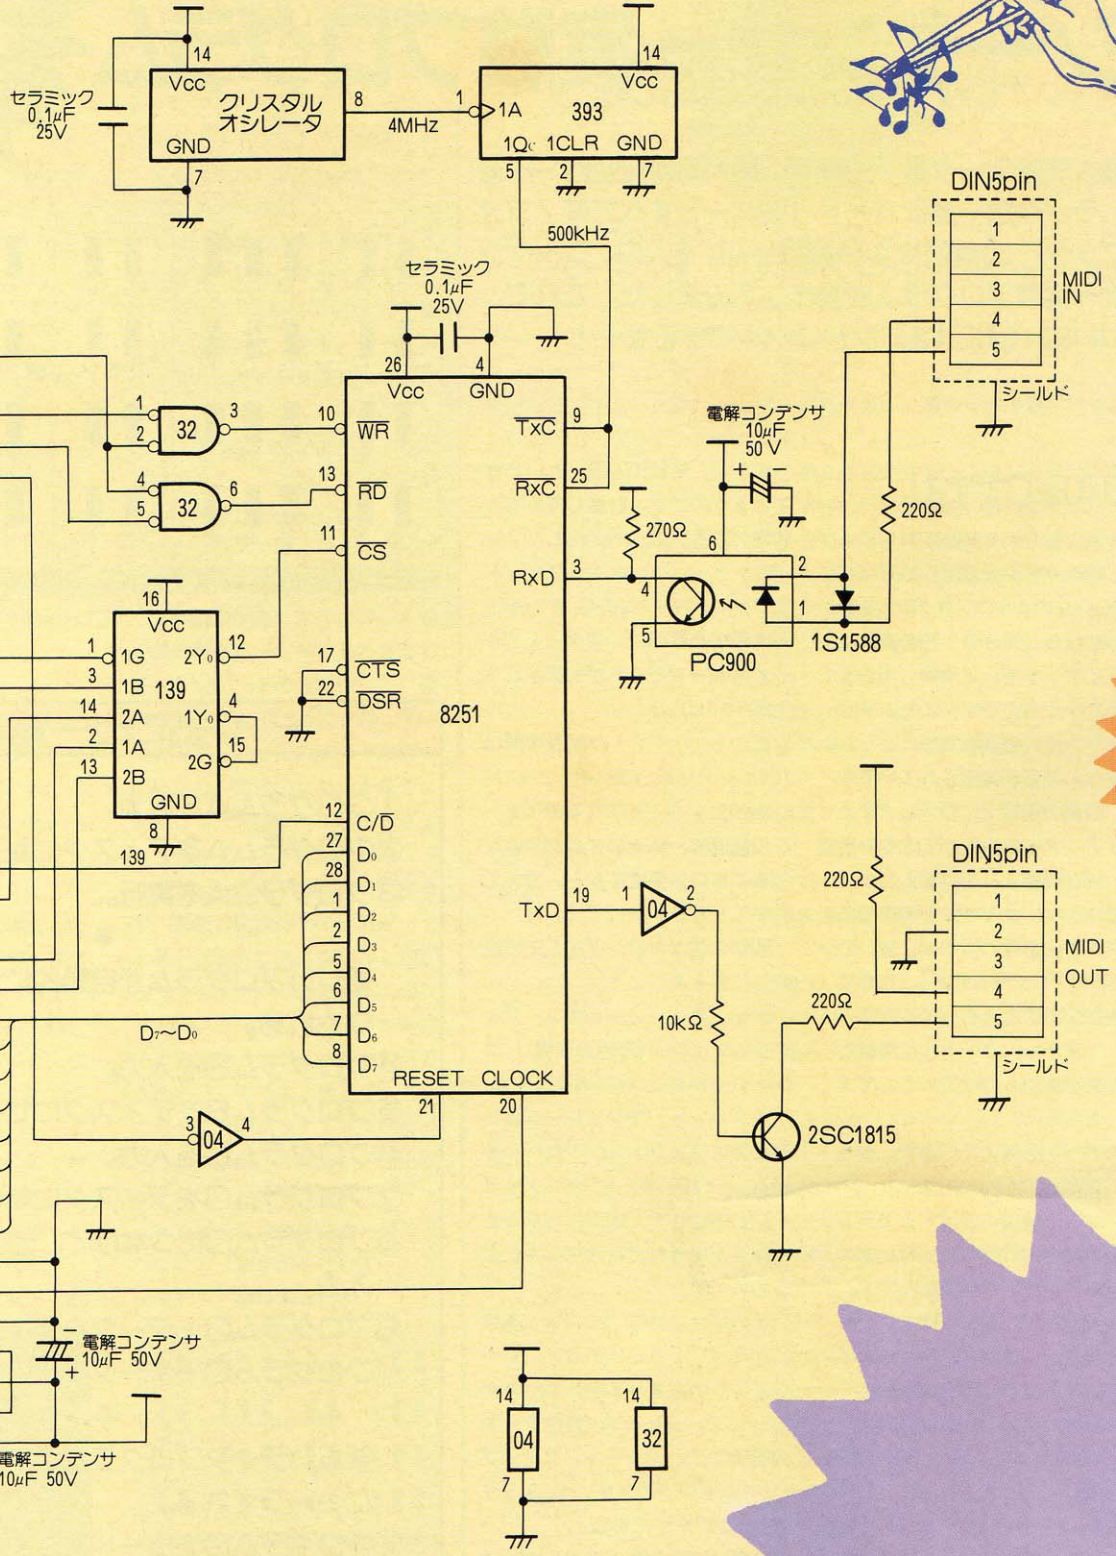 14
Vcc
クリスタル
オシレータ
GND
7
8
4MHz
セラミック
0.1μF
25V
14
Vcc
1
1A
393
1Qc
1CLR
GND
5
2
7
500kHz
DIN5pin
1
2
3
4
5
MIDI
IN
シールド
セラミック
0.1μF
25V
26
4
Vcc
GND
1
2
32
3
10
WR
4
5
32
6
13
RD
11
CS
TxC
9
RxC
25
電解コンデンサ
10μF
50V
+
−
270Ω
220Ω
RxD
3
4
5
6
2
1
PC900
1S1588
16
Vcc
1
1G
2Y₀
12
3
1B
139
14
2A
1Y₀
4
2
1A
2G
15
13
2B
GND
8
139
17
CTS
22
DSR
8251
12
C/D
27
D₀
28
D₁
1
D₂
2
D₃
5
D₄
6
D₅
7
D₆
8
D₇
D₇〜D₀
TxD
19
1
04
2
10kΩ
220Ω
220Ω
2SC1815
DIN5pin
1
2
3
4
5
MIDI
OUT
シールド
RESET
CLOCK
21
20
3
04
4
−
電解コンデンサ
10μF 50V
+
電解コンデンサ
10μF 50V
14
04
7
14
32
7